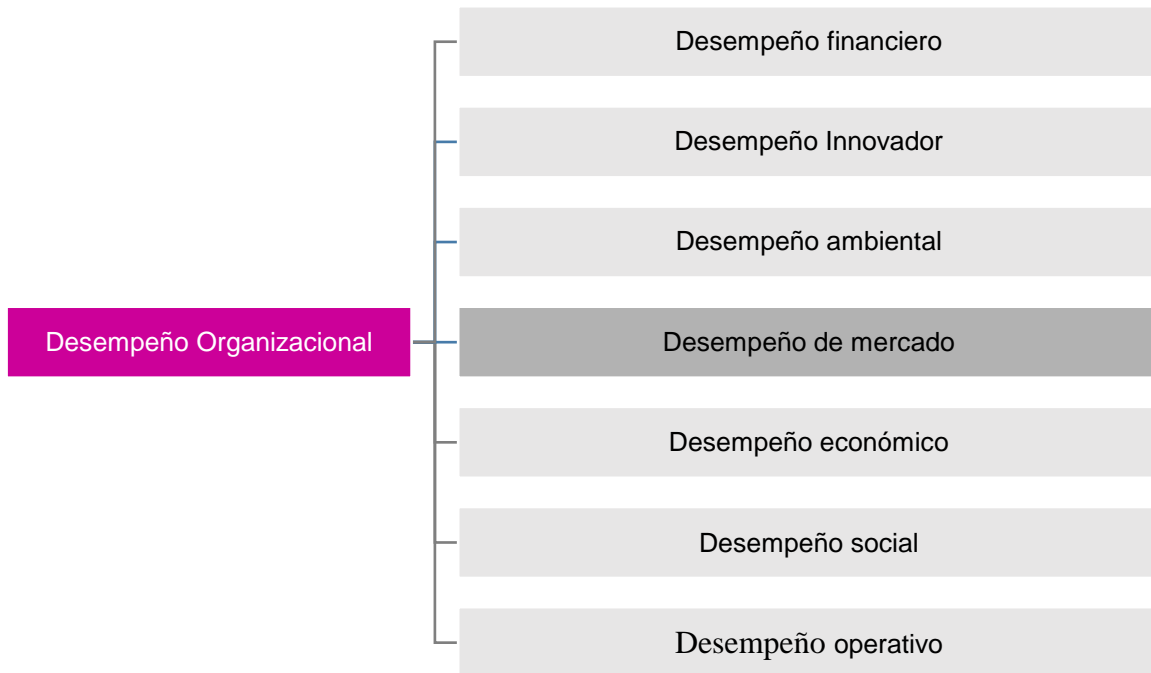 Desempeño financiero
Desempeño Innovador
Desempeño ambiental
Desempeño Organizacional
Desempeño de mercado
Desempeño económico
Desempeño social
Desempeño operativo